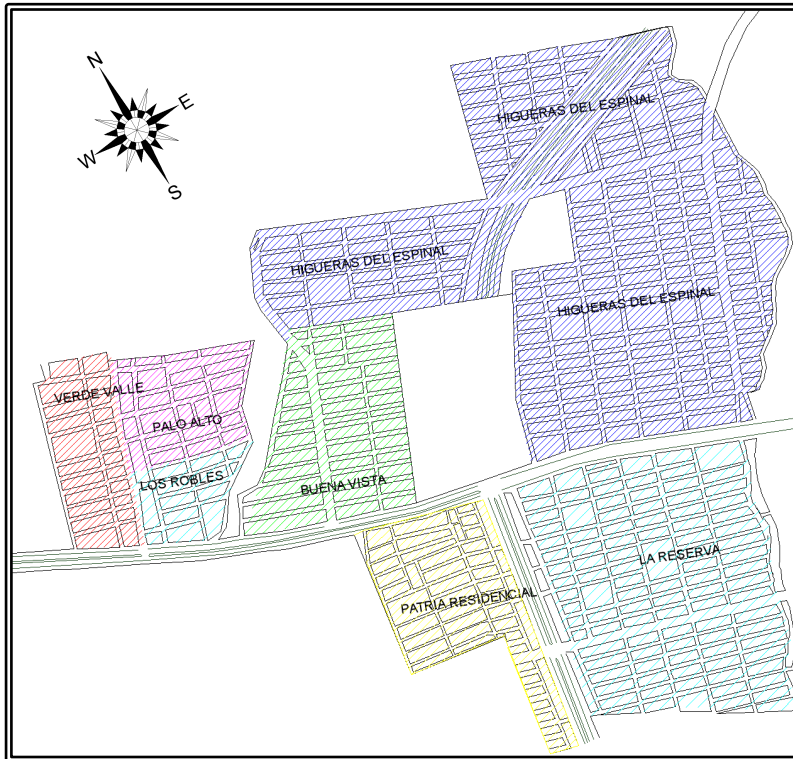 N
E
W
S
HIGUERAS DEL ESPINAL
HIGUERAS DEL ESPINAL
HIGUERAS DEL ESPINAL
VERDE VALLE
PALO ALTO
LOS ROBLES
BUENA VISTA
LA RESERVA
PATRIA RESIDENCIAL